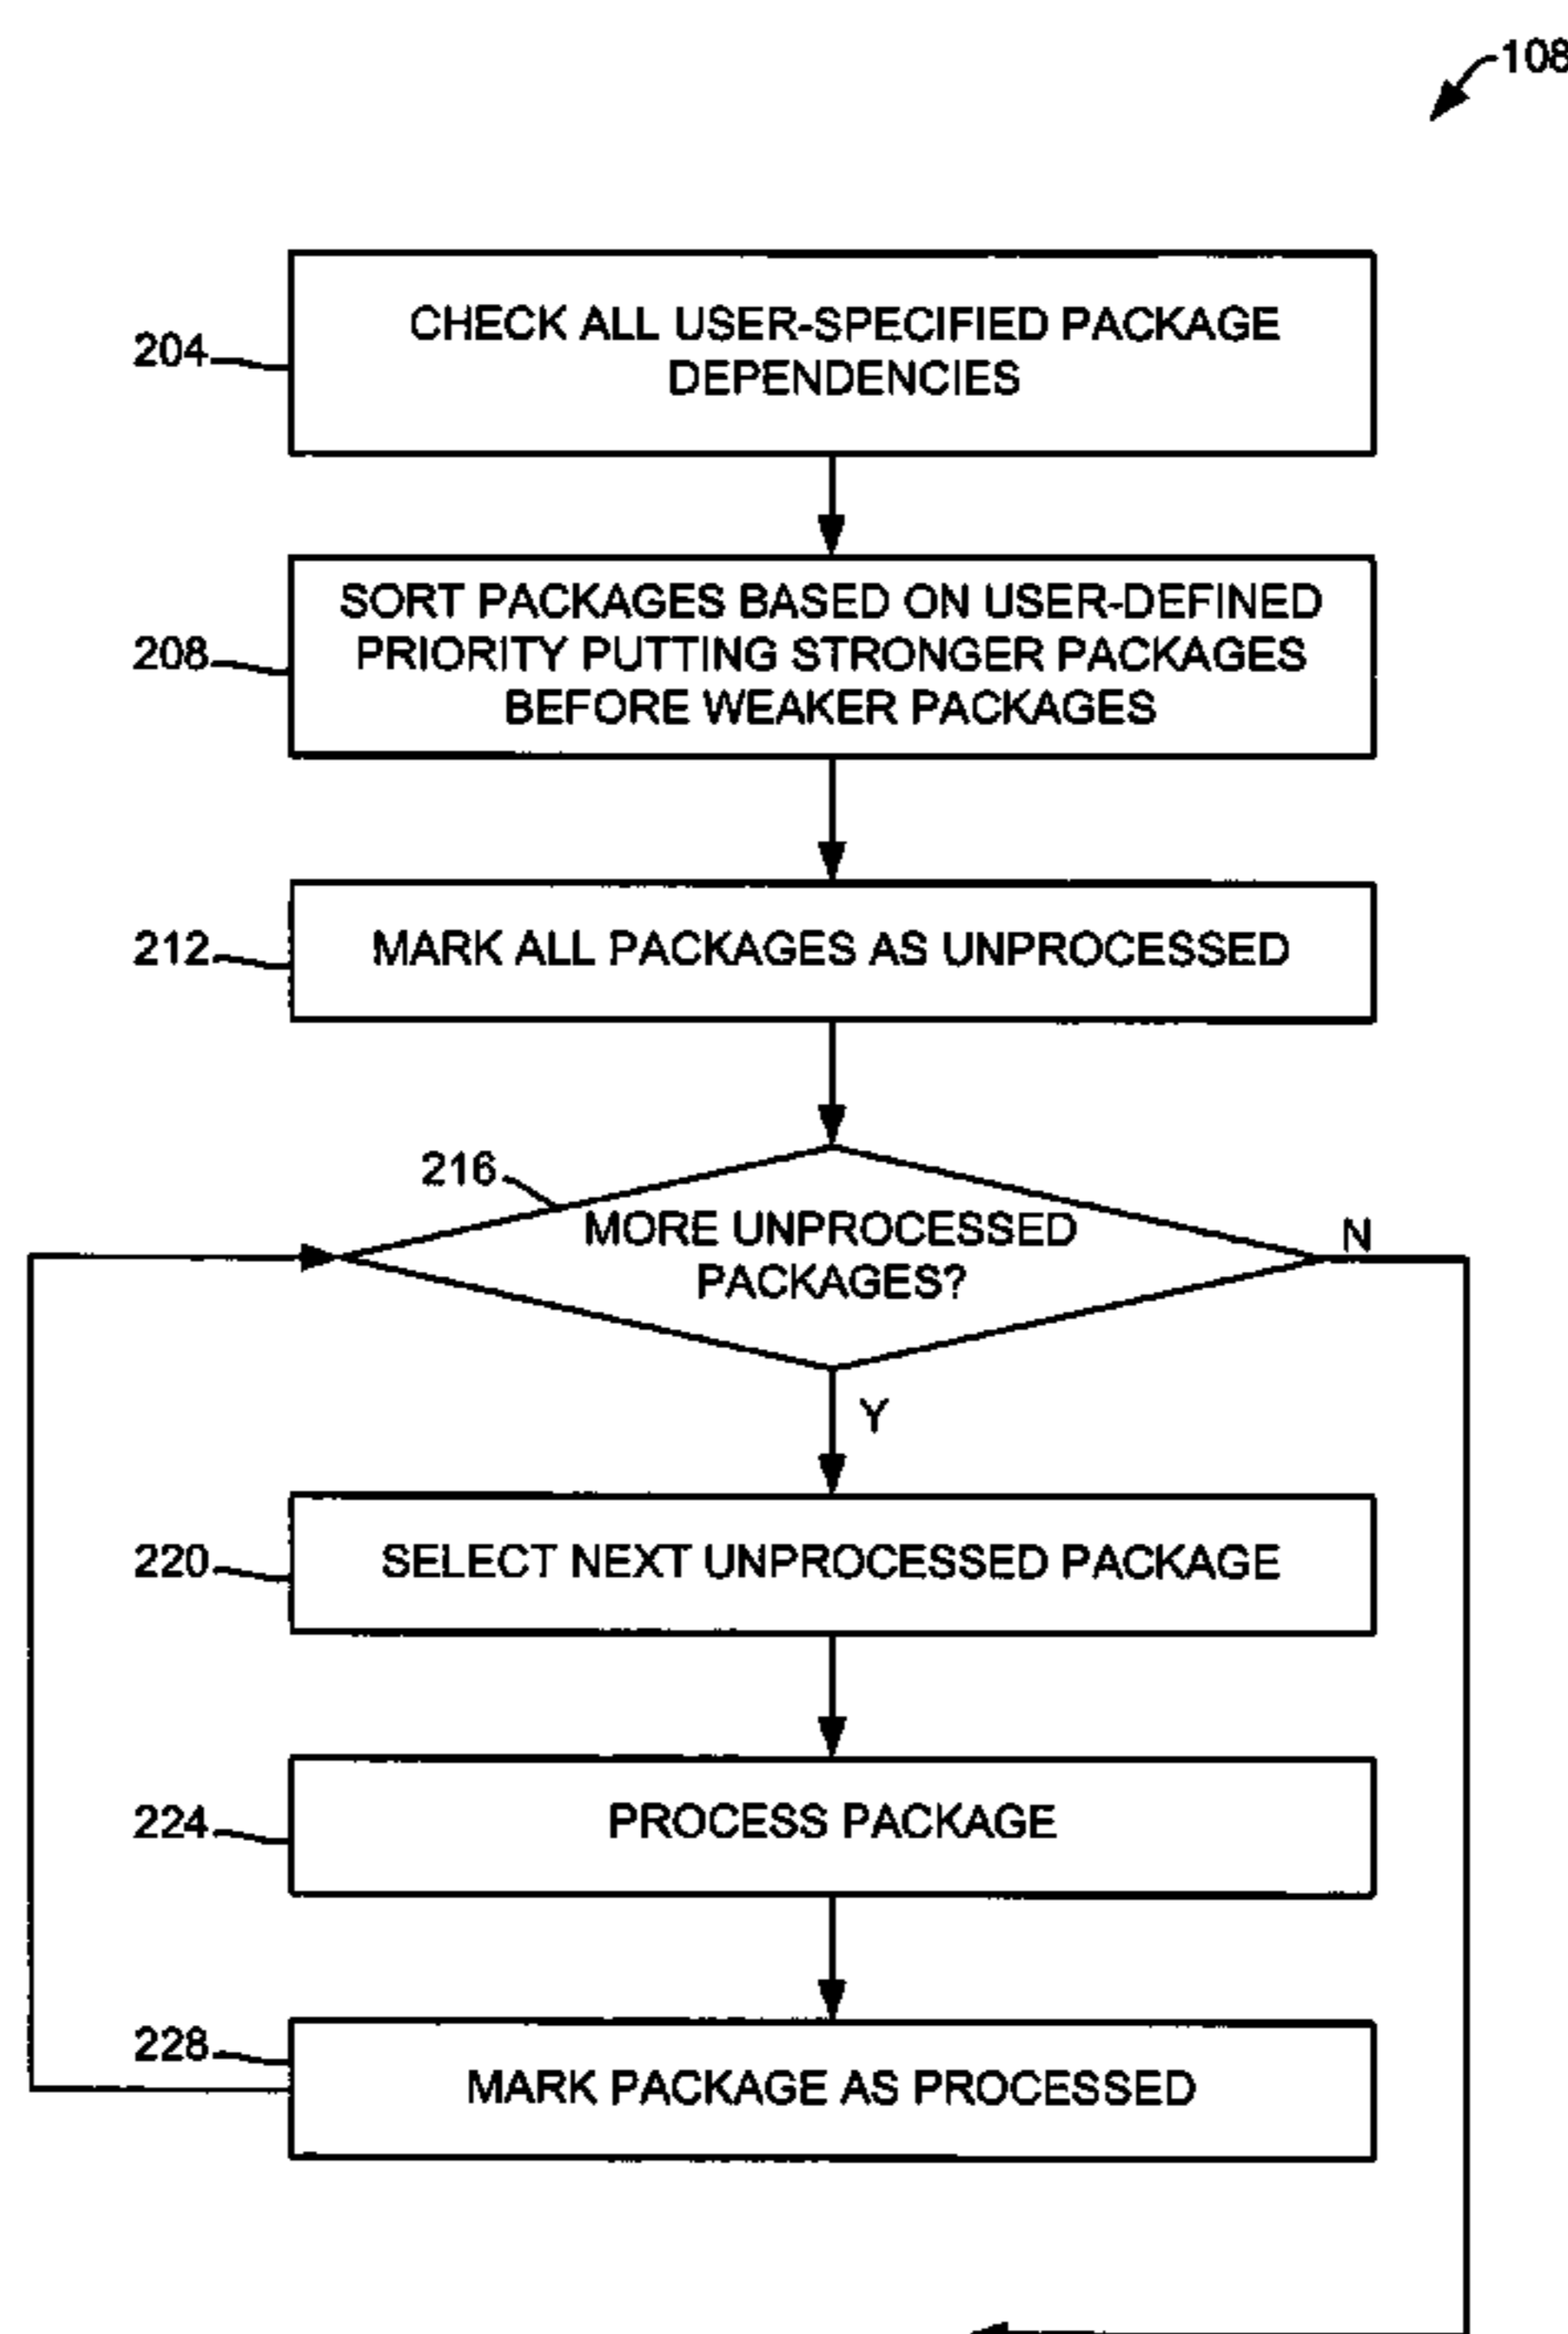 108
204
CHECK ALL USER-SPECIFIED PACKAGE
DEPENDENCIES
208
SORT PACKAGES BASED ON USER-DEFINED
PRIORITY PUTTING STRONGER PACKAGES
BEFORE WEAKER PACKAGES
212
MARK ALL PACKAGES AS UNPROCESSED
216
MORE UNPROCESSED
PACKAGES?
N
Y
220
SELECT NEXT UNPROCESSED PACKAGE
224
PROCESS PACKAGE
228
MARK PACKAGE AS PROCESSED